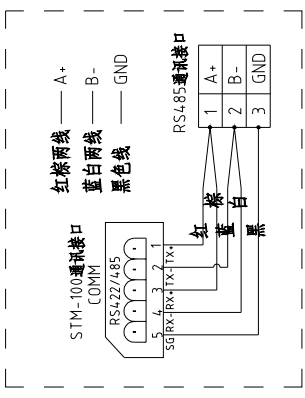 红棕两线 —— A+
蓝白两线 —— B-
黑色线 —— GND
RS485通讯接口
1 A+
2 B-
3 GND
红 棕
蓝 白
黑
STM-100通讯接口
COMM
RS422/485
1 TX+
2 TX-
3 RX+
4 RX-
5 SG